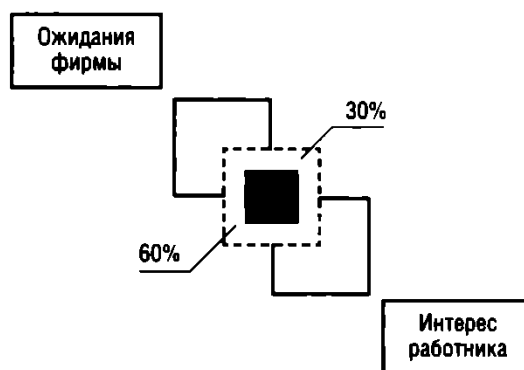 Ожидания
фирмы
30%
60%
Интерес
работника